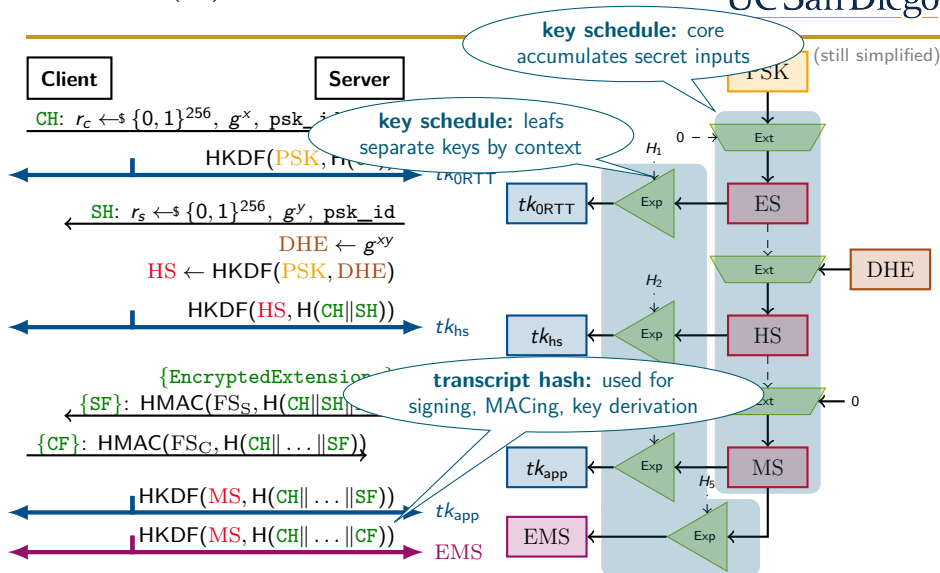 UC San Diego
key schedule: core
accumulates secret inputs
(still simplified)
Client
Server
PSK
CH: r_c ←$ {0, 1}^256, g^x, psk_id
key schedule: leafs
separate keys by context
0
Ext
H_1
HKDF(PSK, H(
tk_0RTT
tk_0RTT
Exp
ES
SH: r_s ←$ {0, 1}^256, g^y, psk_id
DHE ← g^xy
Ext
DHE
HS ← HKDF(PSK, DHE)
H_2
HKDF(HS, H(CH‖SH))
tk_hs
tk_hs
Exp
HS
{EncryptedExtension
transcript hash: used for
signing, MACing, key derivation
{SF}: HMAC(FS_S, H(CH‖SH‖
Ext
0
{CF}: HMAC(FS_C, H(CH‖ . . . ‖SF))
tk_app
Exp
MS
HKDF(MS, H(CH‖ . . . ‖SF))
tk_app
H_5
HKDF(MS, H(CH‖ . . . ‖CF))
EMS
EMS
Exp